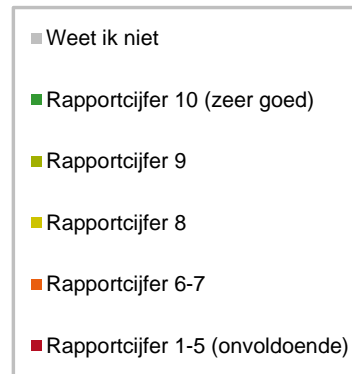 Weet ik niet
Rapportcijfer 10 (zeer goed)
Rapportcijfer 9
Rapportcijfer 8
Rapportcijfer 6-7
Rapportcijfer 1-5 (onvoldoende)